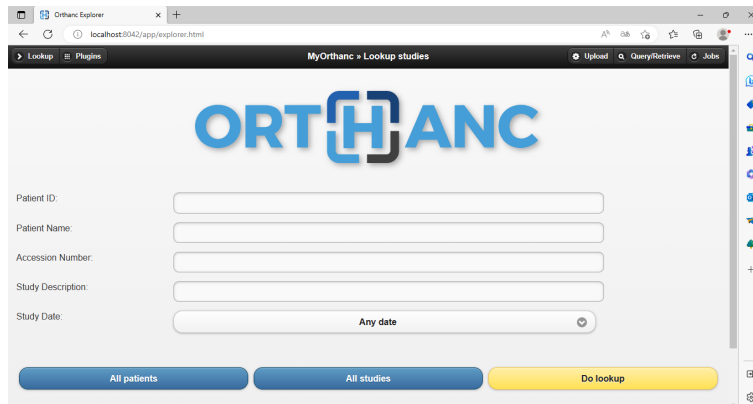 Orthanc Explorer
localhost:8042/app/explorer.html
Lookup Plugins MyOrthanc » Lookup studies Upload Query/Retrieve Jobs
ORTHANC
Patient ID:
Patient Name:
Accession Number:
Study Description:
Study Date: Any date
All patients All studies Do lookup